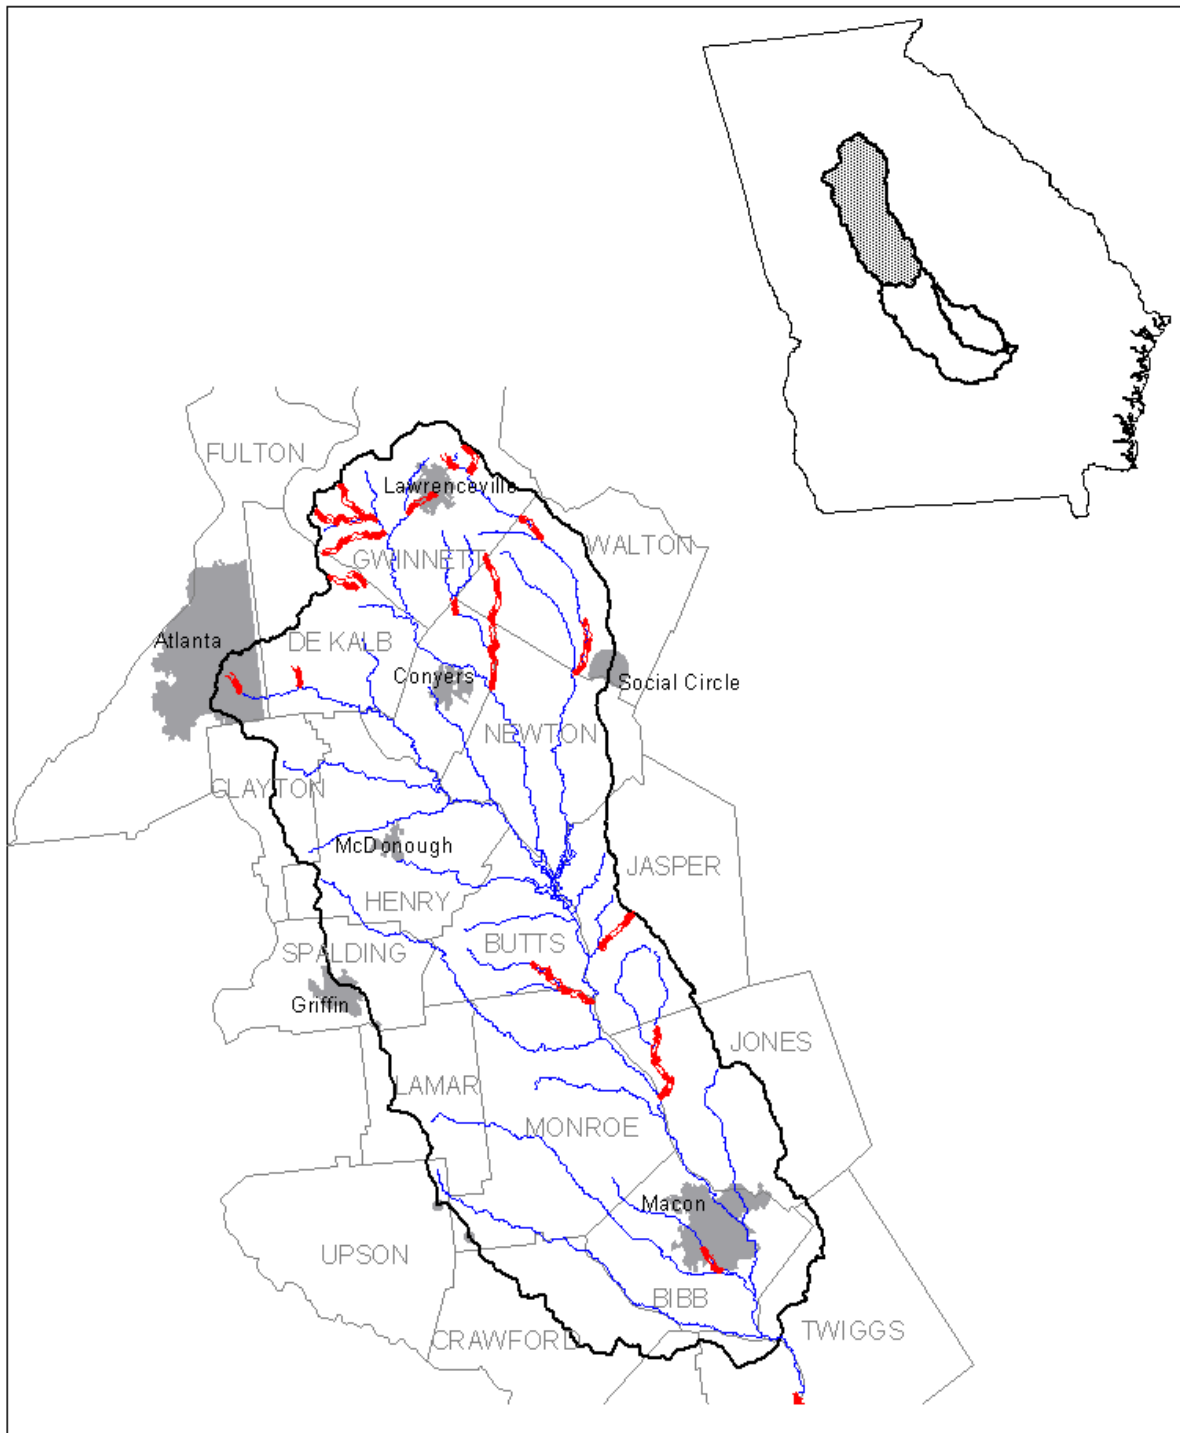 FULTON
Lawrenceville
WALTON
GWINNETT
Atlanta
DE KALB
Conyers
Social Circle
NEWTON
CLAYTON
McDonough
JASPER
HENRY
BUTTS
SPALDING
Griffin
JONES
LAMAR
MONROE
Macon
UPSON
BIBB
CRAWFORD
TWIGGS